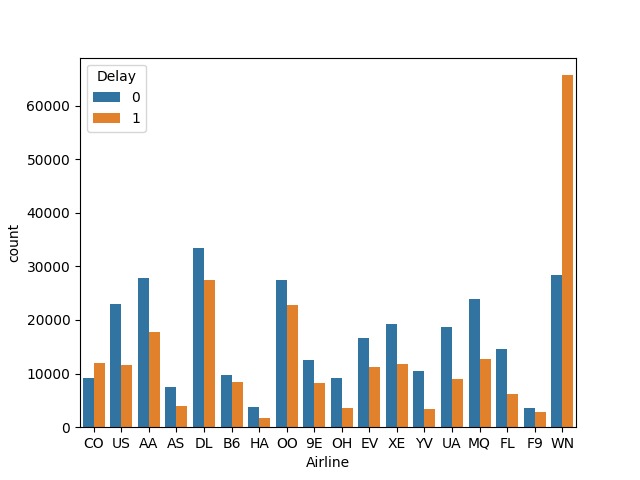 Delay
0
1
60000
50000
40000
30000
20000
10000
0
count
CO US AA AS DL B6 HA OO 9E OH EV XE YV UA MQ FL F9 WN
Airline